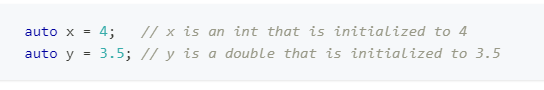 auto x = 4;   // x is an int that is initialized to 4
auto y = 3.5; // y is a double that is initialized to 3.5